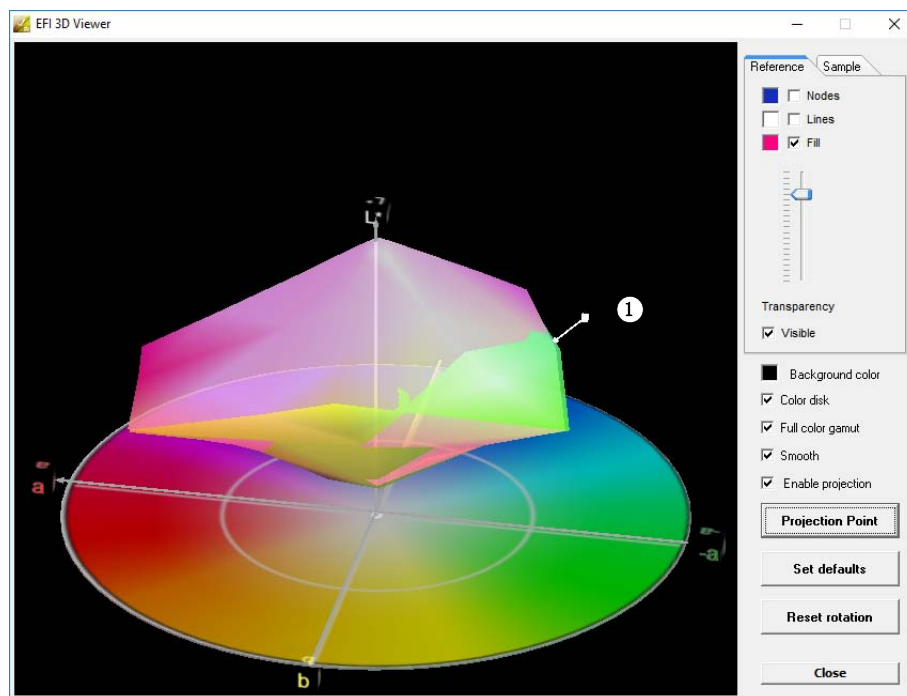 EFI 3D Viewer
Reference
Sample
Nodes
Lines
Fill
Transparency
Visible
Background color
Color disk
Full color gamut
Smooth
Enable projection
Projection Point
Set defaults
Reset rotation
Close
L*
1
a
-a
b